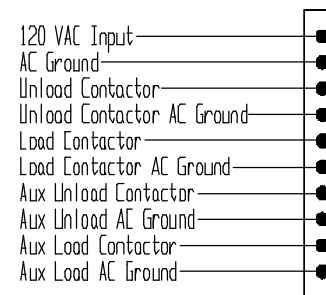 120 VAC Input
AC Ground
Unload Contactor
Unload Contactor AC Ground
Load Contactor
Load Contactor AC Ground
Aux Unload Contactor
Aux Unload AC Ground
Aux Load Contactor
Aux Load AC Ground